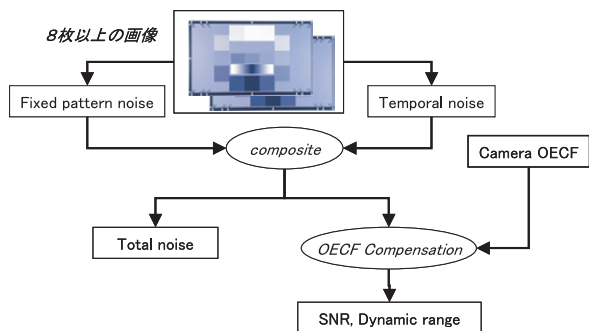 8枚以上の画像
Fixed pattern noise
Temporal noise
composite
Camera OECF
Total noise
OECF Compensation
SNR, Dynamic range